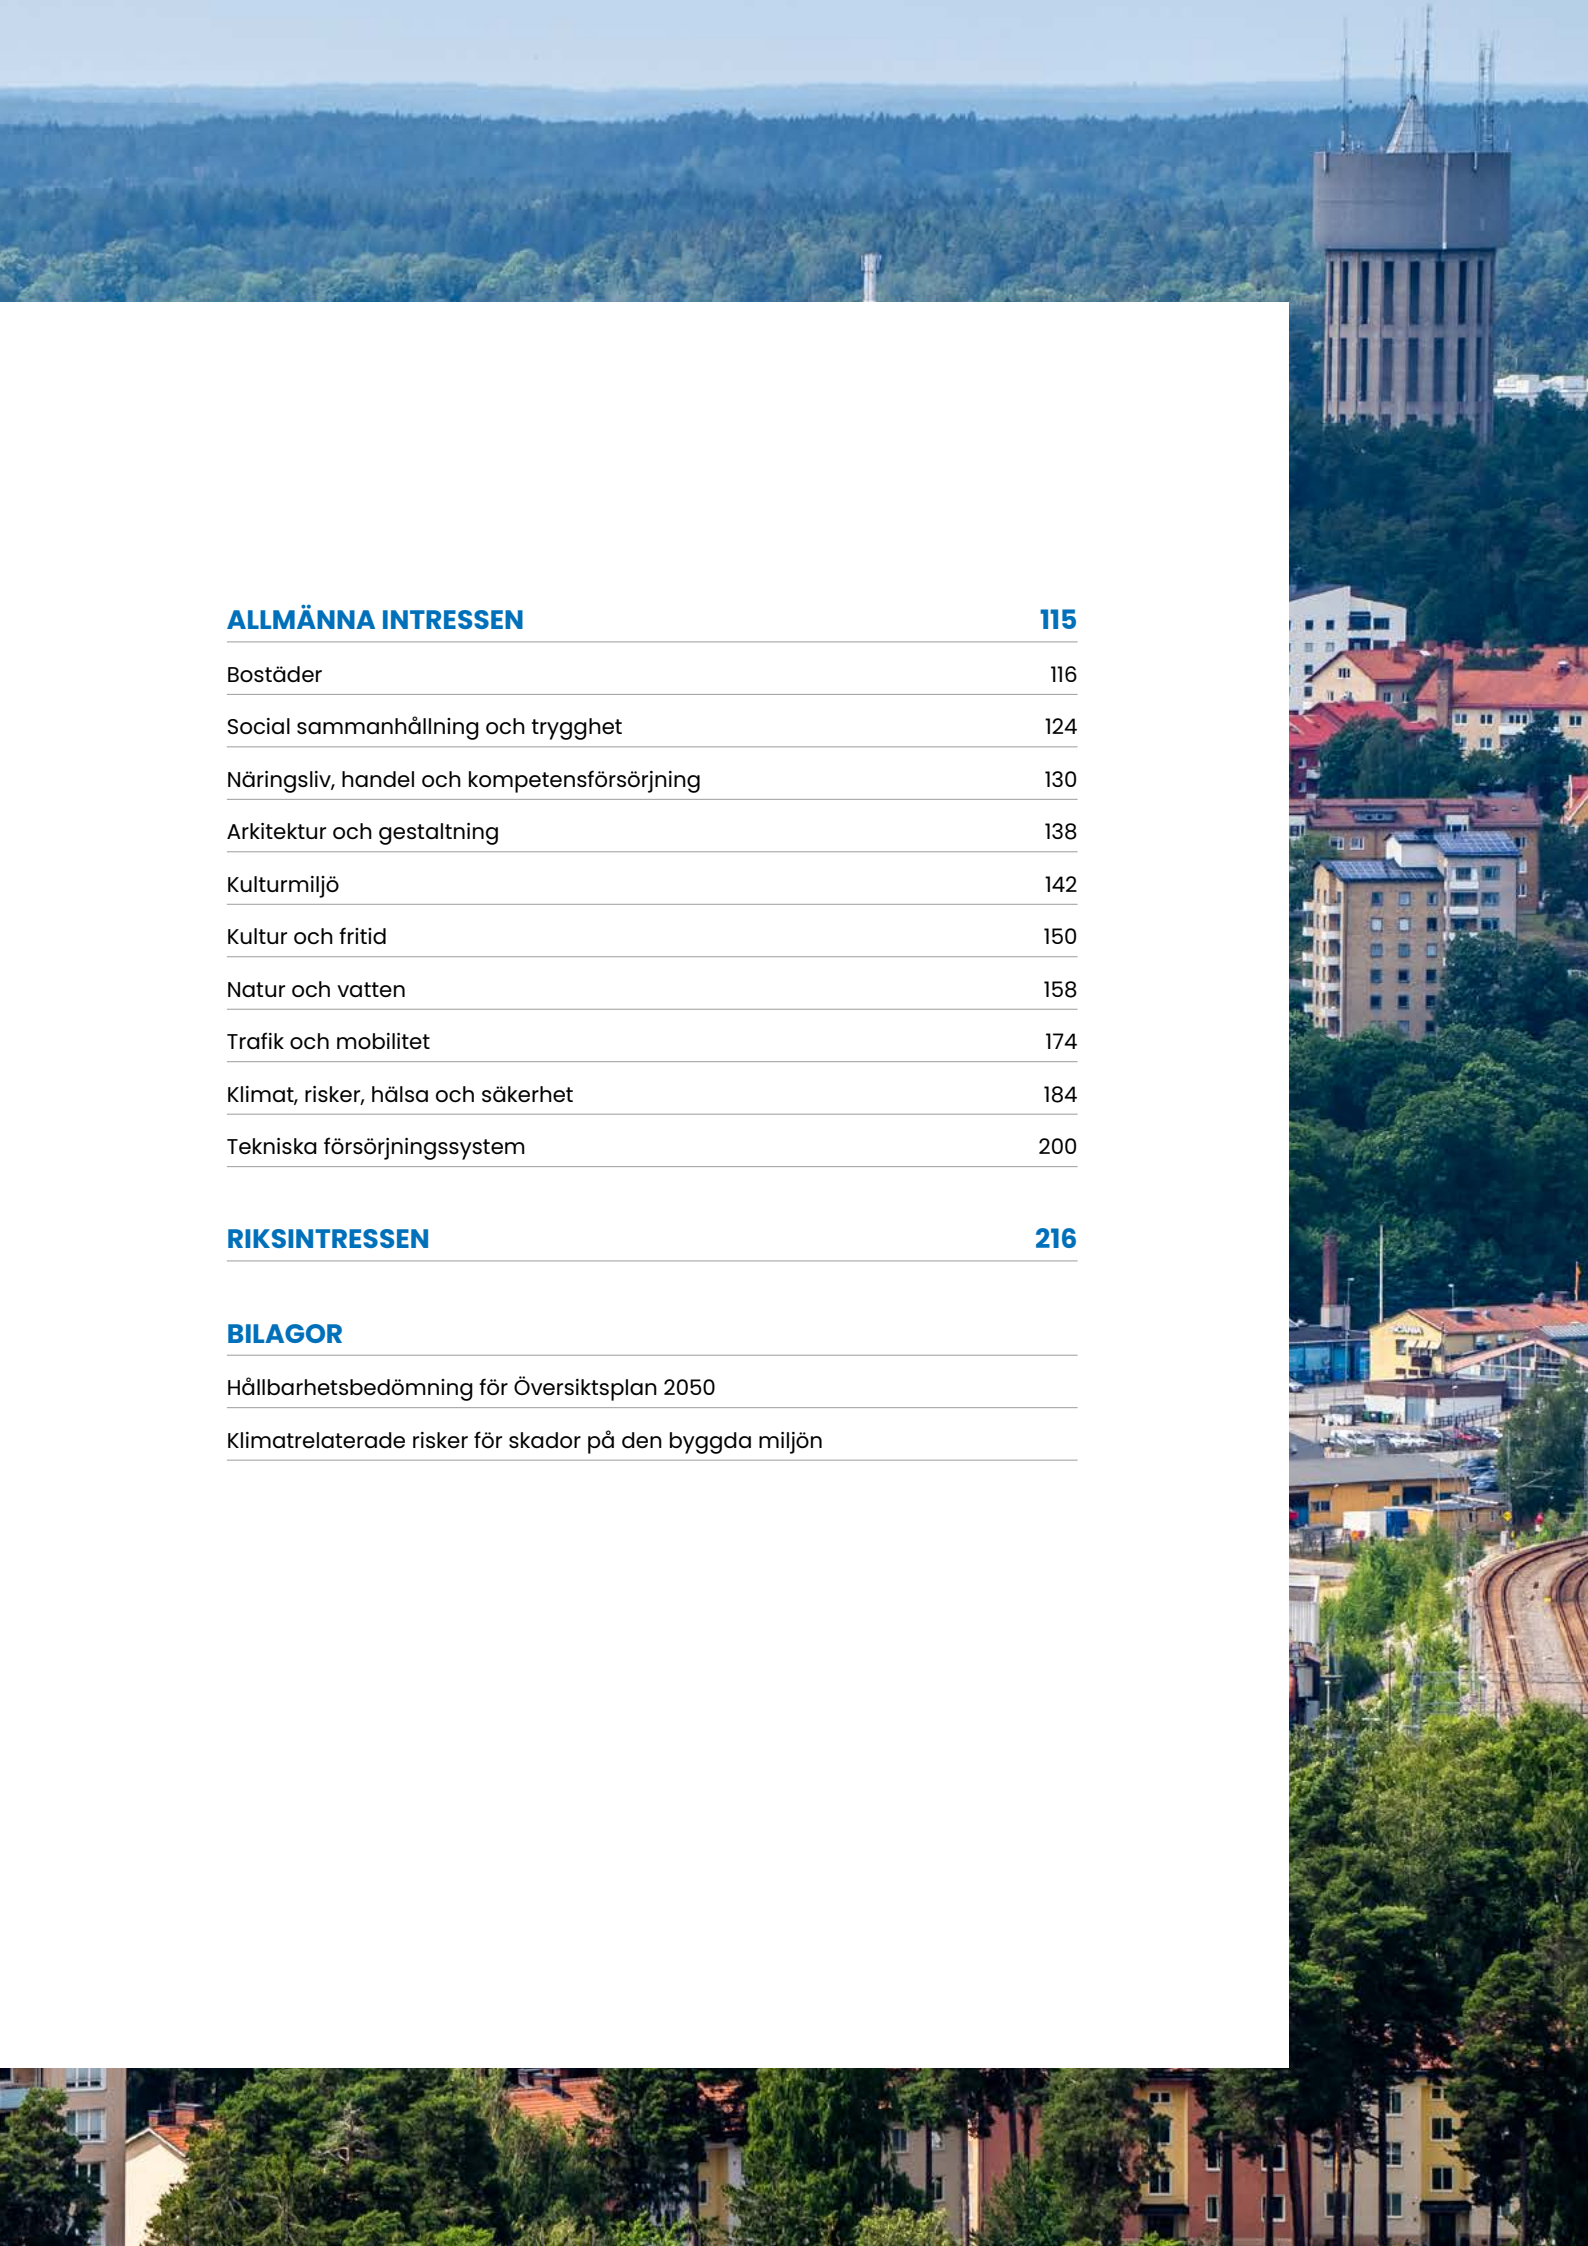 ALLMÄNNA INTRESSEN 115
Bostäder 116
Social sammanhållning och trygghet 124
Näringsliv, handel och kompetensförsörjning 130
Arkitektur och gestaltning 138
Kulturmiljö 142
Kultur och fritid 150
Natur och vatten 158
Trafik och mobilitet 174
Klimat, risker, hälsa och säkerhet 184
Tekniska försörjningssystem 200
RIKSINTRESSEN 216
BILAGOR
Hållbarhetsbedömning för Översiktsplan 2050
Klimatrelaterade risker för skador på den byggda miljön
SCANIA